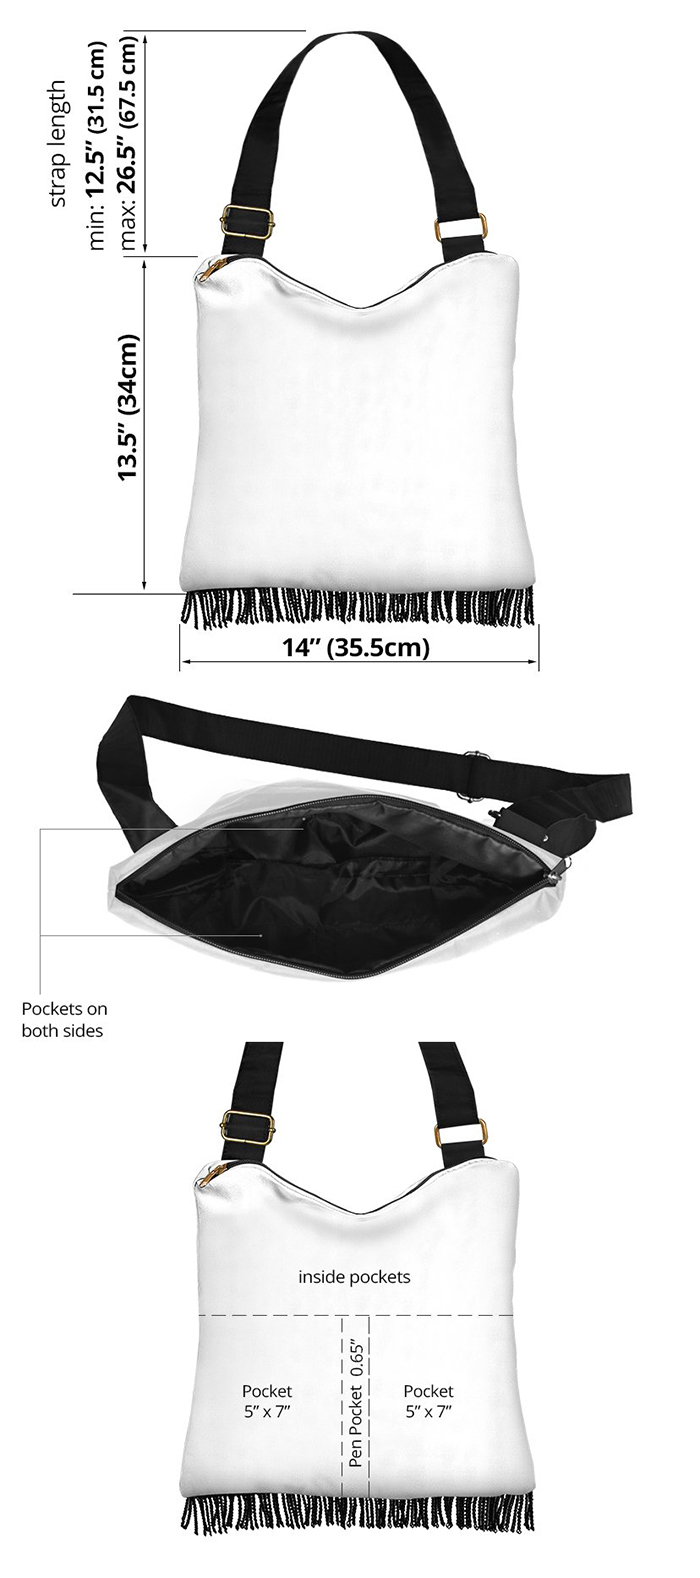 strap length
min: 12.5” (31.5 cm)
max: 26.5” (67.5 cm)
13.5” (34cm)
14” (35.5cm)
Pockets on
both sides
inside pockets
Pocket
5” x 7”
Pen Pocket 0.65”
Pocket
5” x 7”